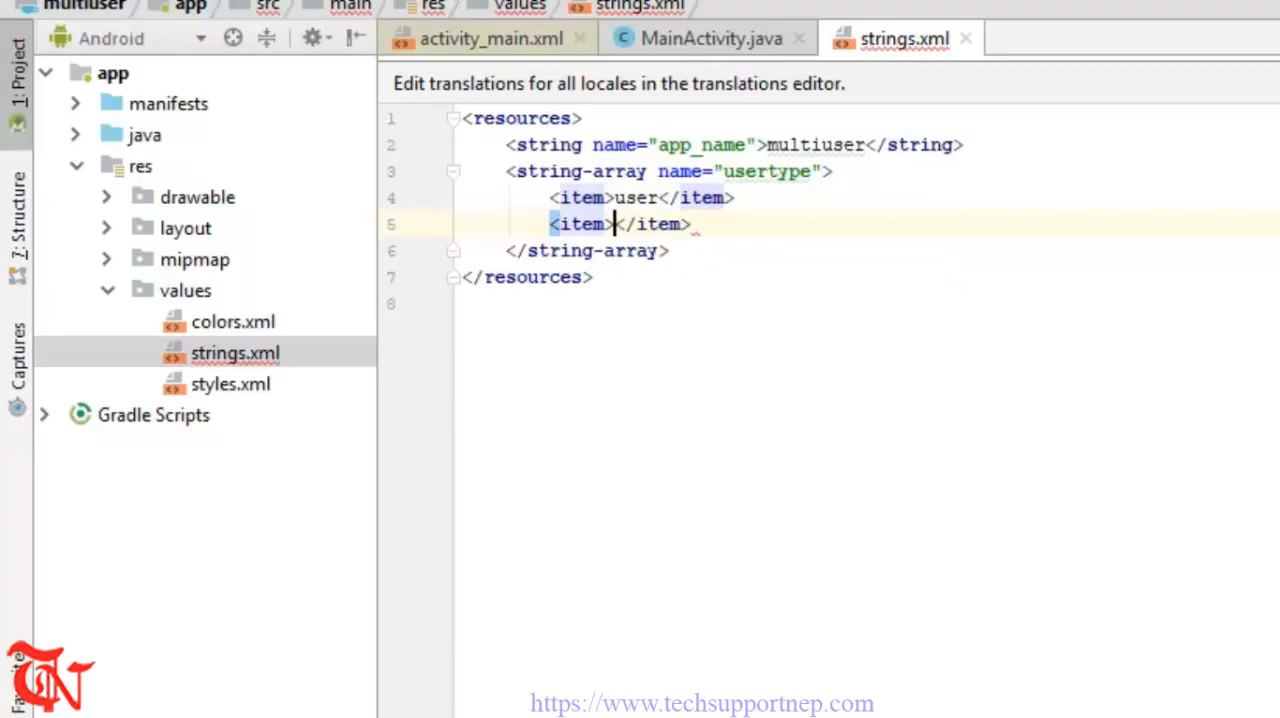 multiuser app src main res values strings.xml
1: Project
7: Structure
Captures
Android
app
manifests
java
res
drawable
layout
mipmap
values
colors.xml
strings.xml
styles.xml
Gradle Scripts
activity_main.xml MainActivity.java strings.xml
Edit translations for all locales in the translations editor.
1 <resources>
2 <string name="app_name">multiuser</string>
3 <string-array name="usertype">
4 <item>user</item>
5 <item></item>
6 </string-array>
7 </resources>
8
TN
https://www.techsupportnep.com